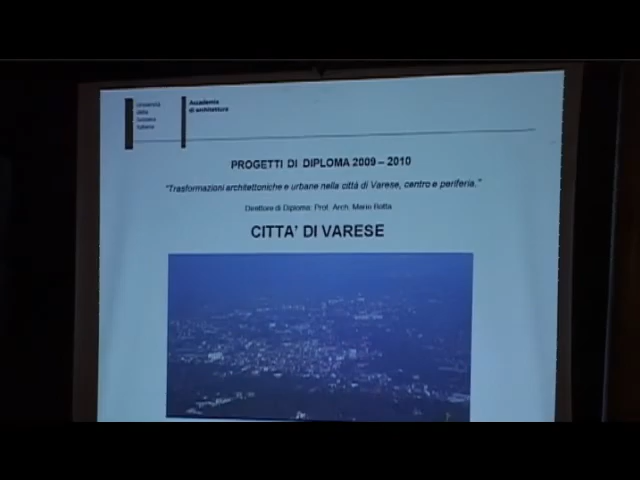 Università
della
Svizzera
italiana
Accademia
di architettura
PROGETTI DI DIPLOMA 2009 – 2010
"Trasformazioni architettoniche e urbane nella città di Varese, centro e periferia."
Direttore di Diploma: Prof. Arch. Mario Botta
CITTA' DI VARESE